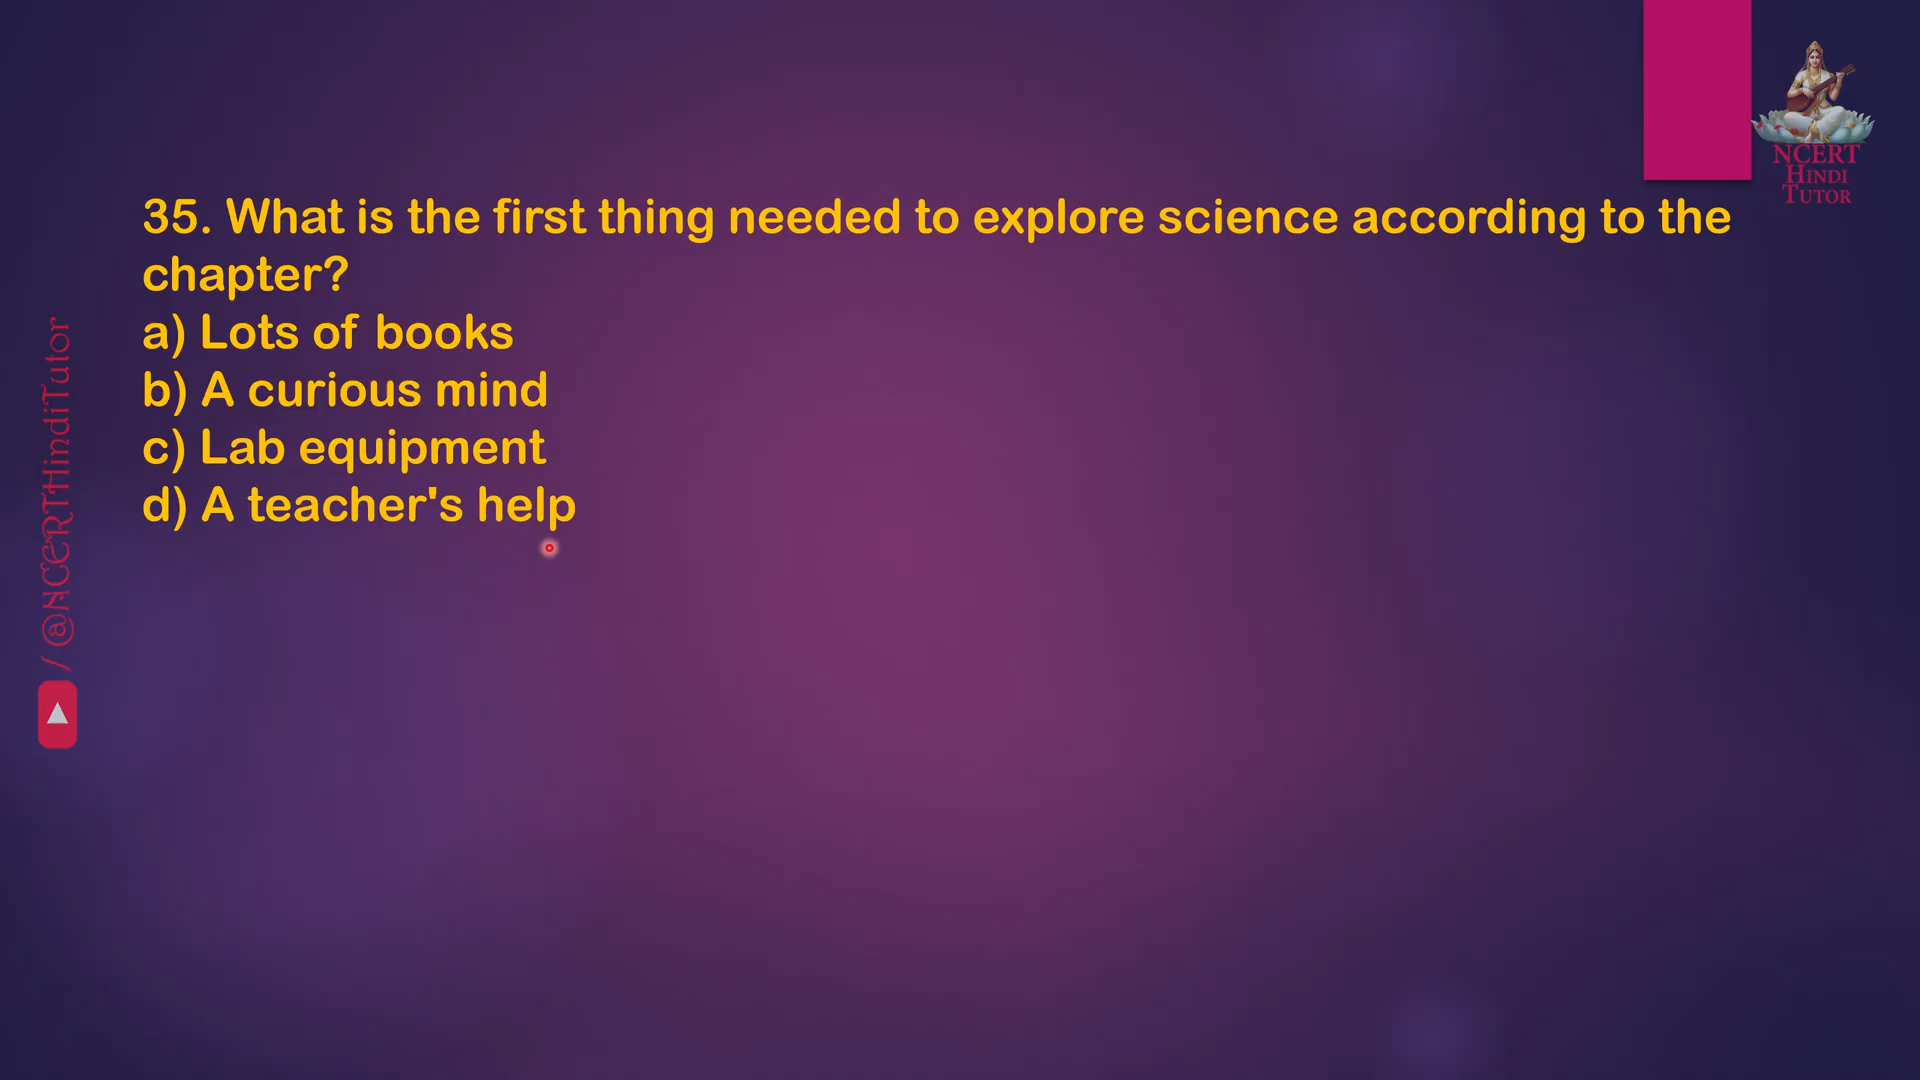 35. What is the first thing needed to explore science according to the
chapter?
a) Lots of books
b) A curious mind
c) Lab equipment
d) A teacher's help
NCERT
HINDI
TUTOR
/ @NCERTHindiTutor